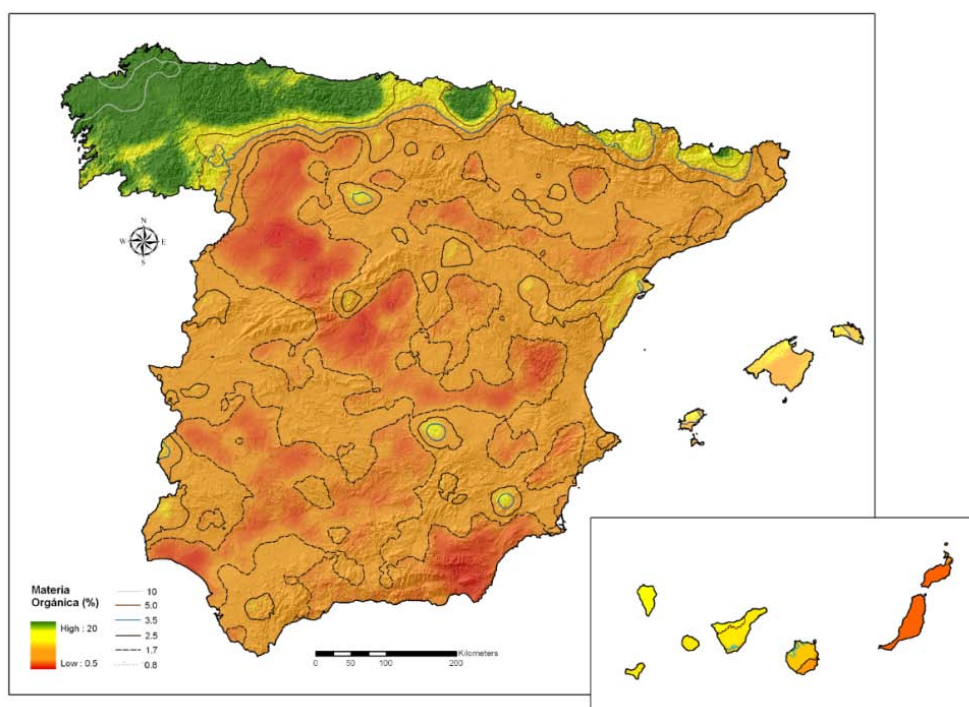 N
W E
S
Materia
Orgánica (%)
High : 20
Low : 0.5
10
5.0
3.5
2.5
1.7
0.8
Kilometers
0 50 100 200